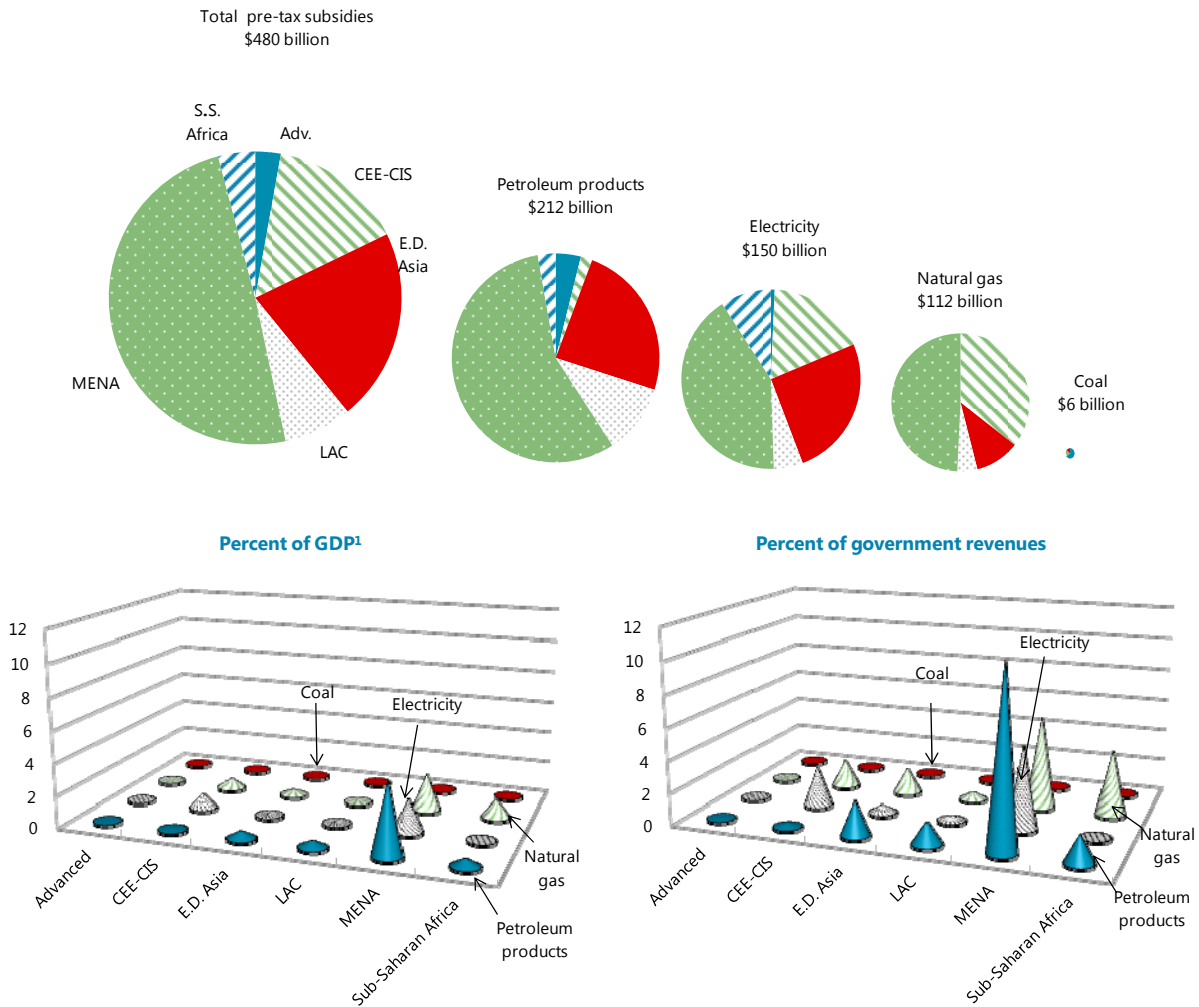 Total pre-tax subsidies
$480 billion
S.S.
Africa
Adv.
CEE-CIS
E.D.
Asia
MENA
LAC
Petroleum products
$212 billion
Electricity
$150 billion
Natural gas
$112 billion
Coal
$6 billion
Percent of GDP¹
12
10
8
6
4
2
0
Coal
Electricity
Natural
gas
Petroleum
products
Advanced
CEE-CIS
E.D. Asia
LAC
MENA
Sub-Saharan Africa
Percent of government revenues
12
10
8
6
4
2
0
Coal
Electricity
Natural
gas
Petroleum
products
Advanced
CEE-CIS
E.D. Asia
LAC
MENA
Sub-Saharan Africa